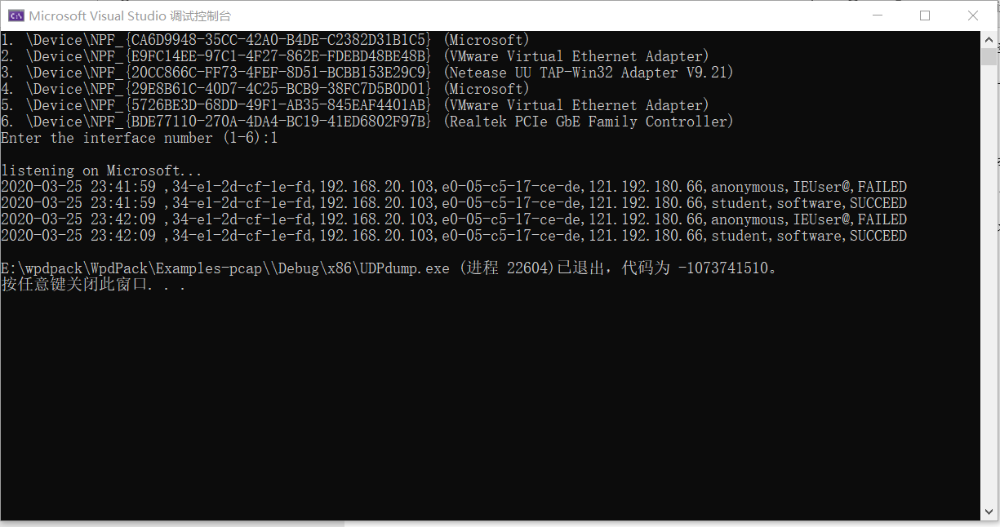 Microsoft Visual Studio 调试控制台
1. \Device\NPF_{CA6D9948-35CC-42A0-B4DE-C2382D31B1C5} (Microsoft)
2. \Device\NPF_{E9FC14EE-97C1-4F27-862E-FDEBD48BE48B} (VMware Virtual Ethernet Adapter)
3. \Device\NPF_{20CC866C-FF73-4FEF-8D51-BCBB153E29C9} (Netease UU TAP-Win32 Adapter V9.21)
4. \Device\NPF_{29E8B61C-40D7-4C25-BCB9-38FC7D5B0D01} (Microsoft)
5. \Device\NPF_{5726BE3D-68DD-49F1-AB35-845EAF4401AB} (VMware Virtual Ethernet Adapter)
6. \Device\NPF_{BDE77110-270A-4DA4-BC19-41ED6802F97B} (Realtek PCIe GbE Family Controller)
Enter the interface number (1-6):1
listening on Microsoft...
2020-03-25 23:41:59 ,34-e1-2d-cf-1e-fd,192.168.20.103,e0-05-c5-17-ce-de,121.192.180.66,anonymous,IEUser@,FAILED
2020-03-25 23:41:59 ,34-e1-2d-cf-1e-fd,192.168.20.103,e0-05-c5-17-ce-de,121.192.180.66,student,software,SUCCEED
2020-03-25 23:42:09 ,34-e1-2d-cf-1e-fd,192.168.20.103,e0-05-c5-17-ce-de,121.192.180.66,anonymous,IEUser@,FAILED
2020-03-25 23:42:09 ,34-e1-2d-cf-1e-fd,192.168.20.103,e0-05-c5-17-ce-de,121.192.180.66,student,software,SUCCEED
E:\wpdpack\WpdPack\Examples-pcap\\Debug\x86\UDPdump.exe (进程 22604)已退出，代码为 -1073741510。
按任意键关闭此窗口. . .